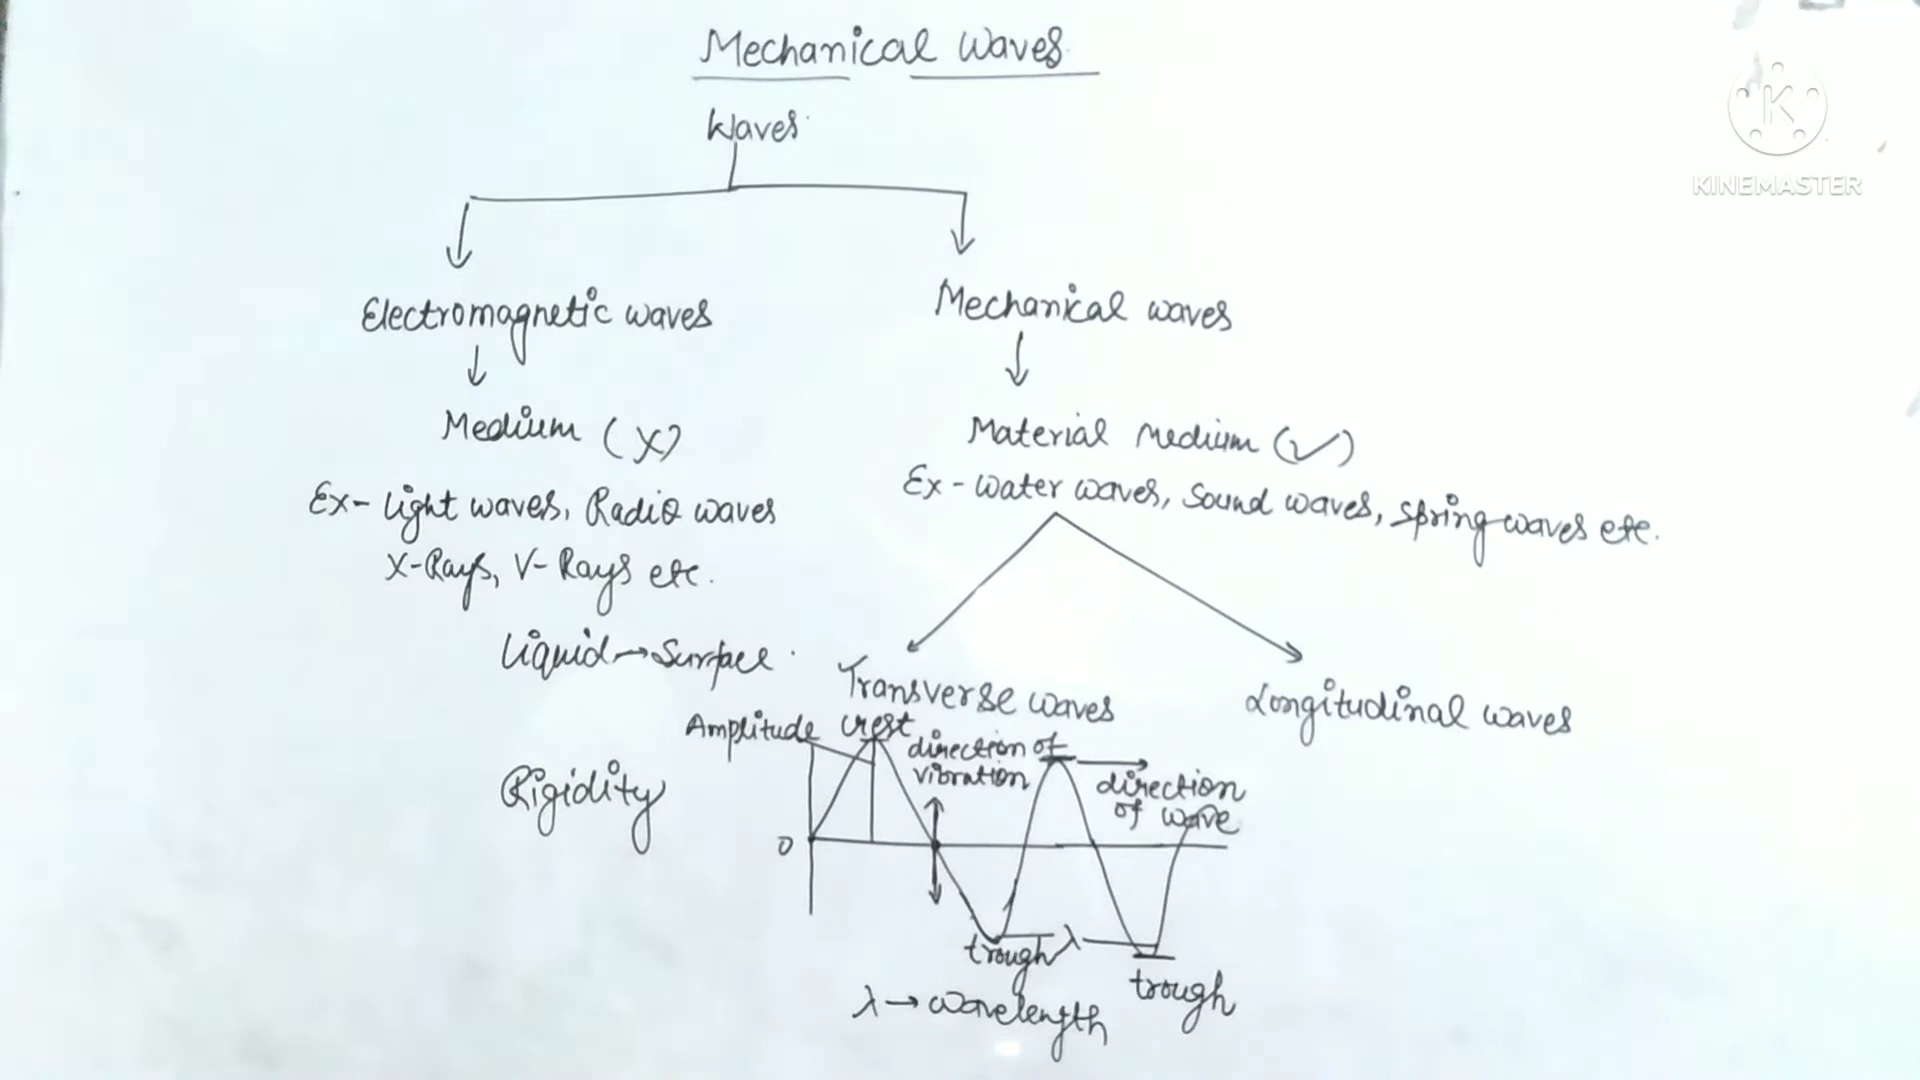 Mechanical Waves
Waves
Electromagnetic waves
Mechanical waves
Medium (X)
Material medium (✓)
Ex- Light waves, Radio waves
X-Rays, V-Rays etc.
Ex - Water waves, Sound waves, Spring waves etc.
Liquid → Surface
Transverse waves
Longitudinal waves
Amplitude
crest
direction of
vibration
direction
of wave
Rigidity
0
trough
λ
trough
λ → wavelength
K
KINEMASTER